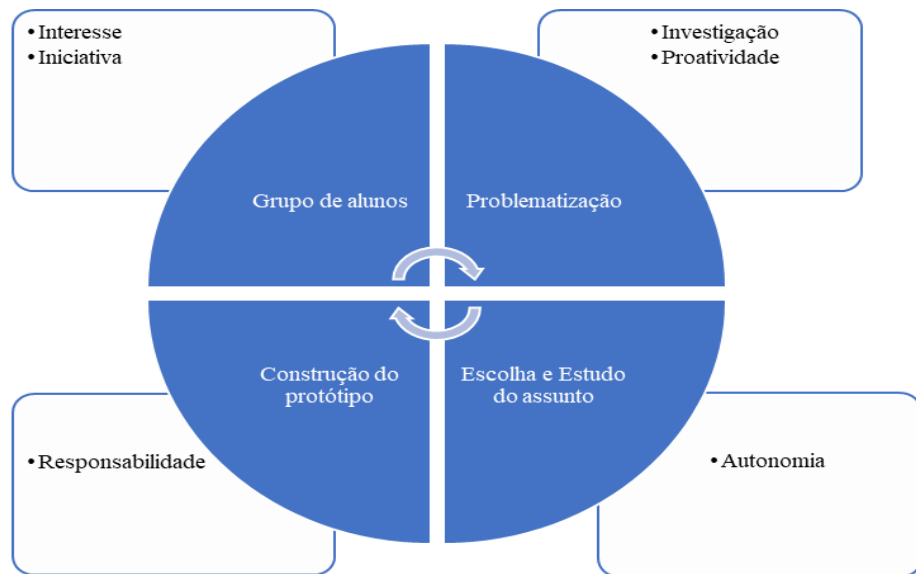 • Interesse
• Iniciativa
• Investigação
• Proatividade
Grupo de alunos
Problematização
Construção do
protótipo
Escolha e Estudo
do assunto
• Responsabilidade
• Autonomia